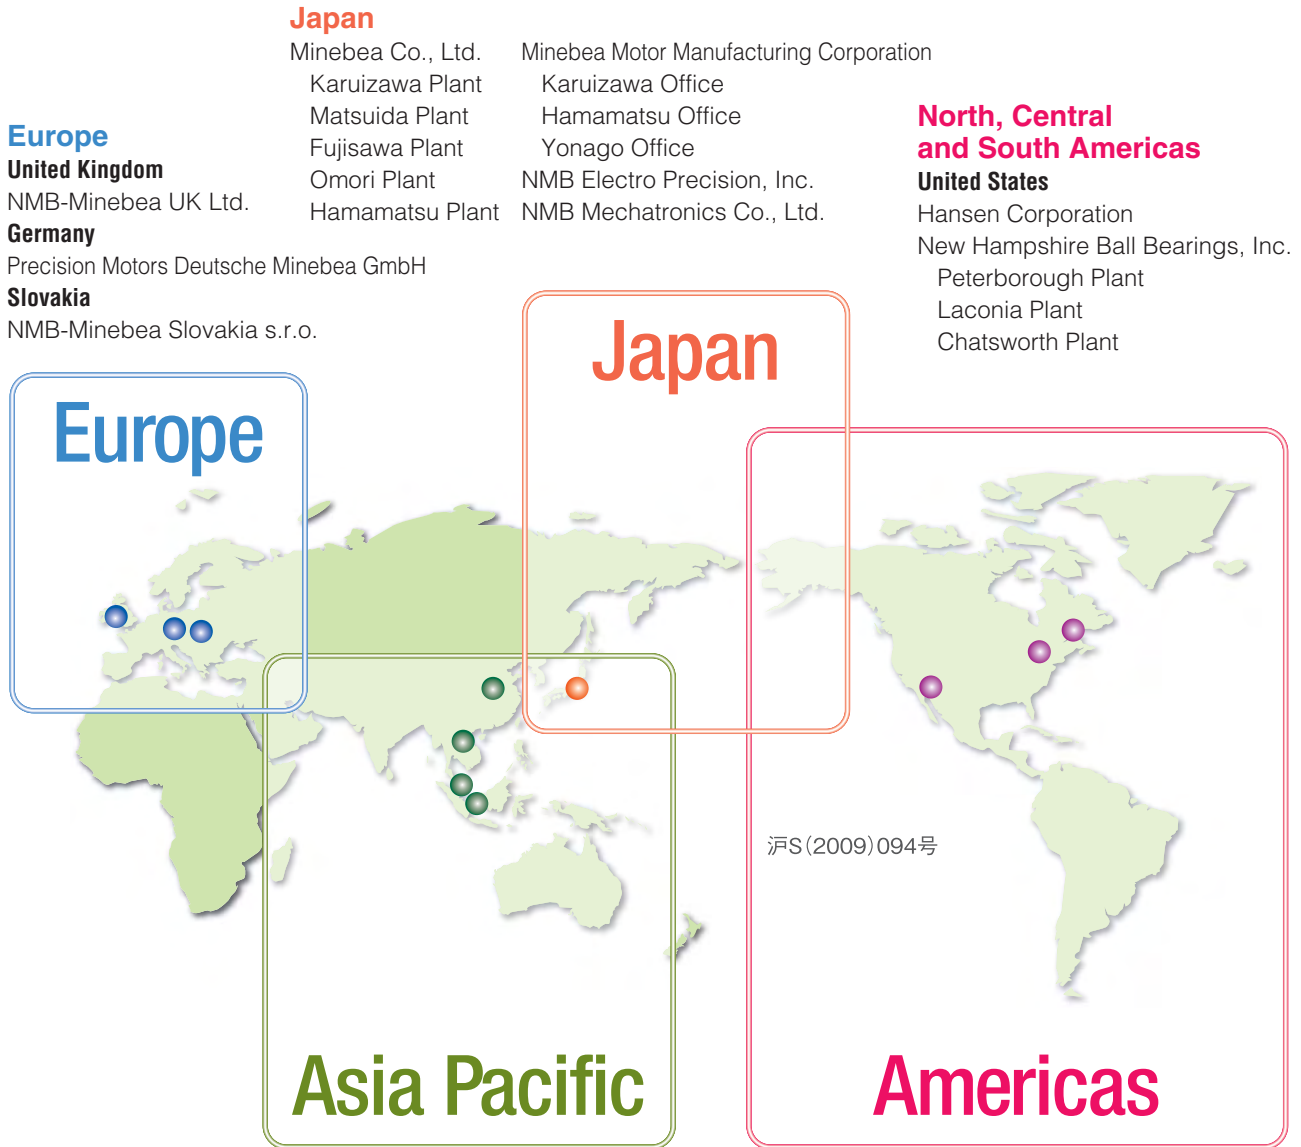 Japan
Minebea Co., Ltd.
Karuizawa Plant
Matsuida Plant
Fujisawa Plant
Omori Plant
Hamamatsu Plant
Minebea Motor Manufacturing Corporation
Karuizawa Office
Hamamatsu Office
Yonago Office
NMB Electro Precision, Inc.
NMB Mechatronics Co., Ltd.
Europe
United Kingdom
NMB-Minebea UK Ltd.
Germany
Precision Motors Deutsche Minebea GmbH
Slovakia
NMB-Minebea Slovakia s.r.o.
North, Central
and South Americas
United States
Hansen Corporation
New Hampshire Ball Bearings, Inc.
Peterborough Plant
Laconia Plant
Chatsworth Plant
Japan
Europe
沪S(2009)094号
Asia Pacific
Americas